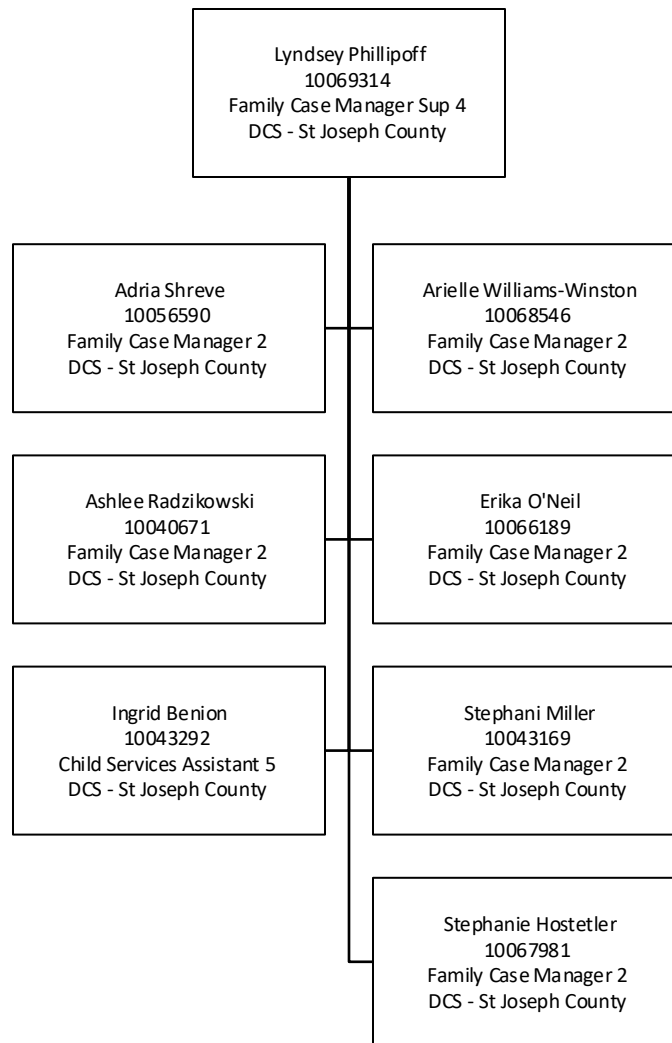 Lyndsey Phillipoff
10069314
Family Case Manager Sup 4
DCS - St Joseph County
Adria Shreve
10056590
Family Case Manager 2
DCS - St Joseph County
Arielle Williams-Winston
10068546
Family Case Manager 2
DCS - St Joseph County
Ashlee Radzikowski
10040671
Family Case Manager 2
DCS - St Joseph County
Erika O'Neil
10066189
Family Case Manager 2
DCS - St Joseph County
Ingrid Benion
10043292
Child Services Assistant 5
DCS - St Joseph County
Stephani Miller
10043169
Family Case Manager 2
DCS - St Joseph County
Stephanie Hostetler
10067981
Family Case Manager 2
DCS - St Joseph County